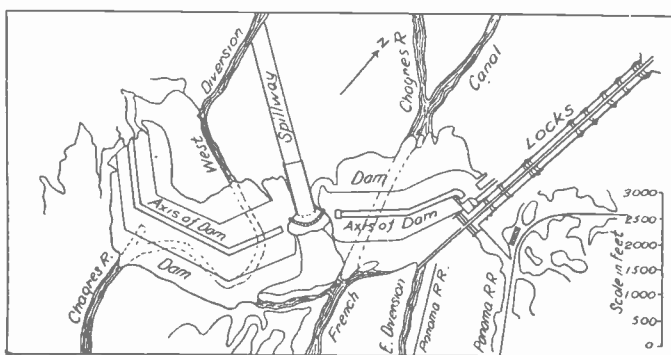 West Diversion
Spillway
N
Chagres R.
Canal
LOCKS
Dam
Axis of Dam
Axis of Dam
Dam
Chagres R.
French
E. Diversion
Panama R.R.
Panama R.R.
Scale in feet
3000
2500
2000
1500
1000
500
0